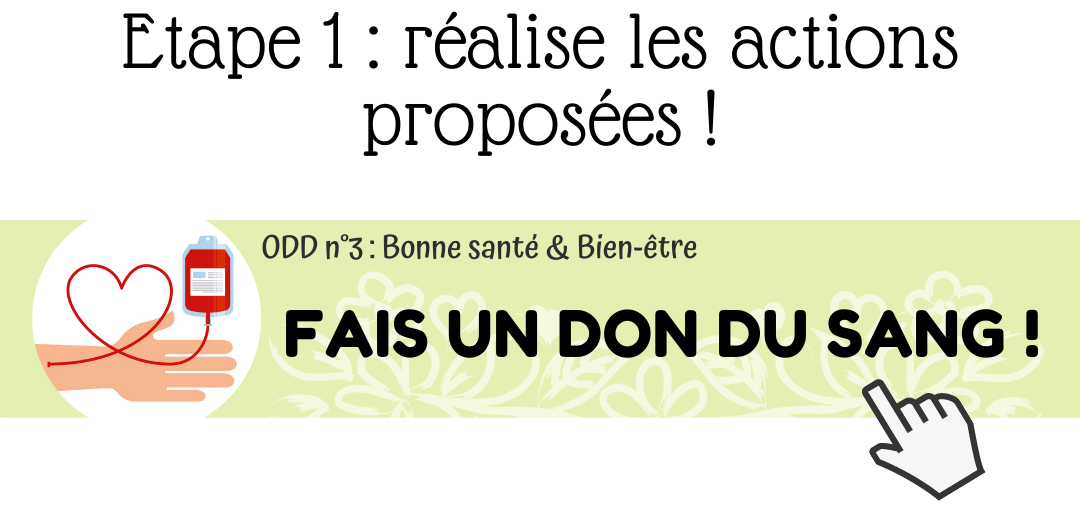 Etape 1 : réalise les actions
proposées !
ODD n°3 : Bonne santé & Bien-être
FAIS UN DON DU SANG !